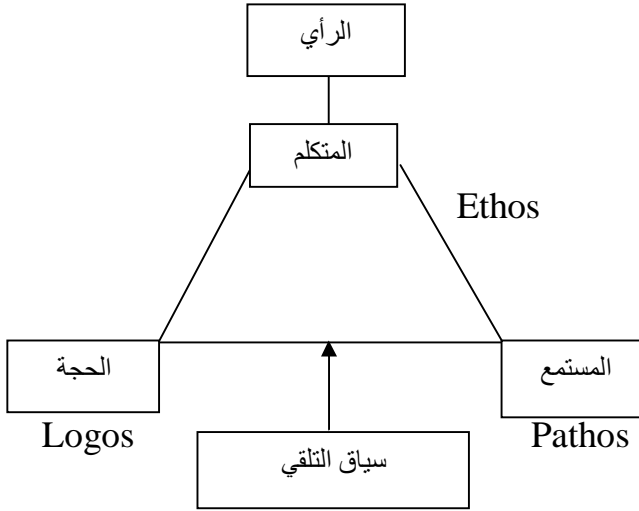 الرأي
المتكلم
Ethos
الحجة
المستمع
Logos
Pathos
سياق التلقي